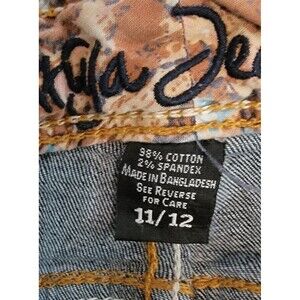 98% COTTON
2% SPANDEX
MADE IN BANGLADESH
SEE REVERSE
FOR CARE
11/12